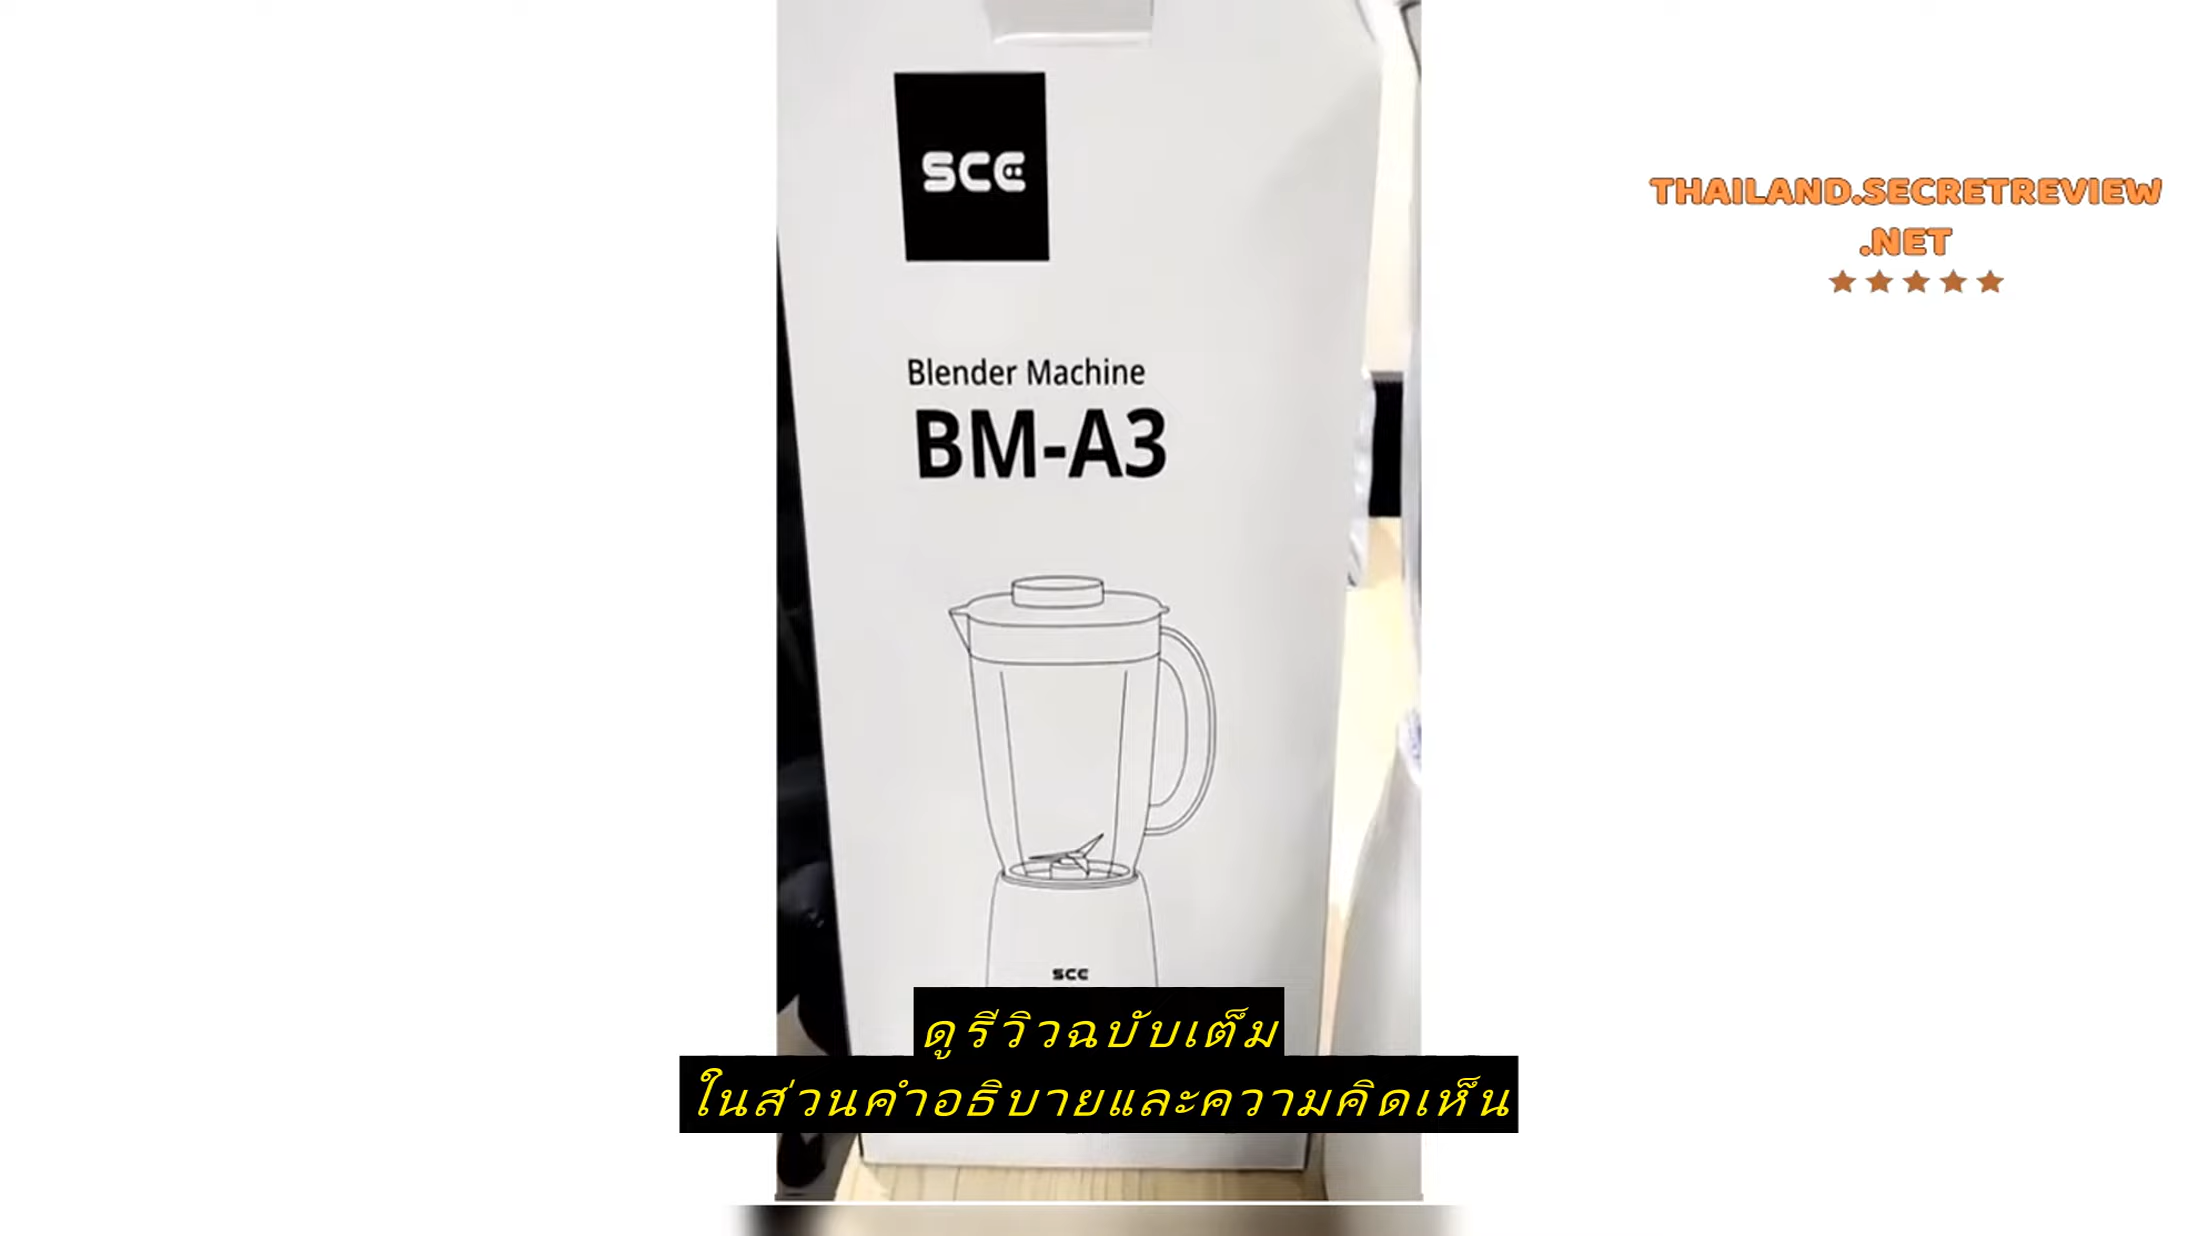 SCE
THAILAND.SECRETREVIEW
.NET
Blender Machine
BM-A3
SCE
ดูรีวิวฉบับเต็ม
ในส่วนคำอธิบายและความคิดเห็น